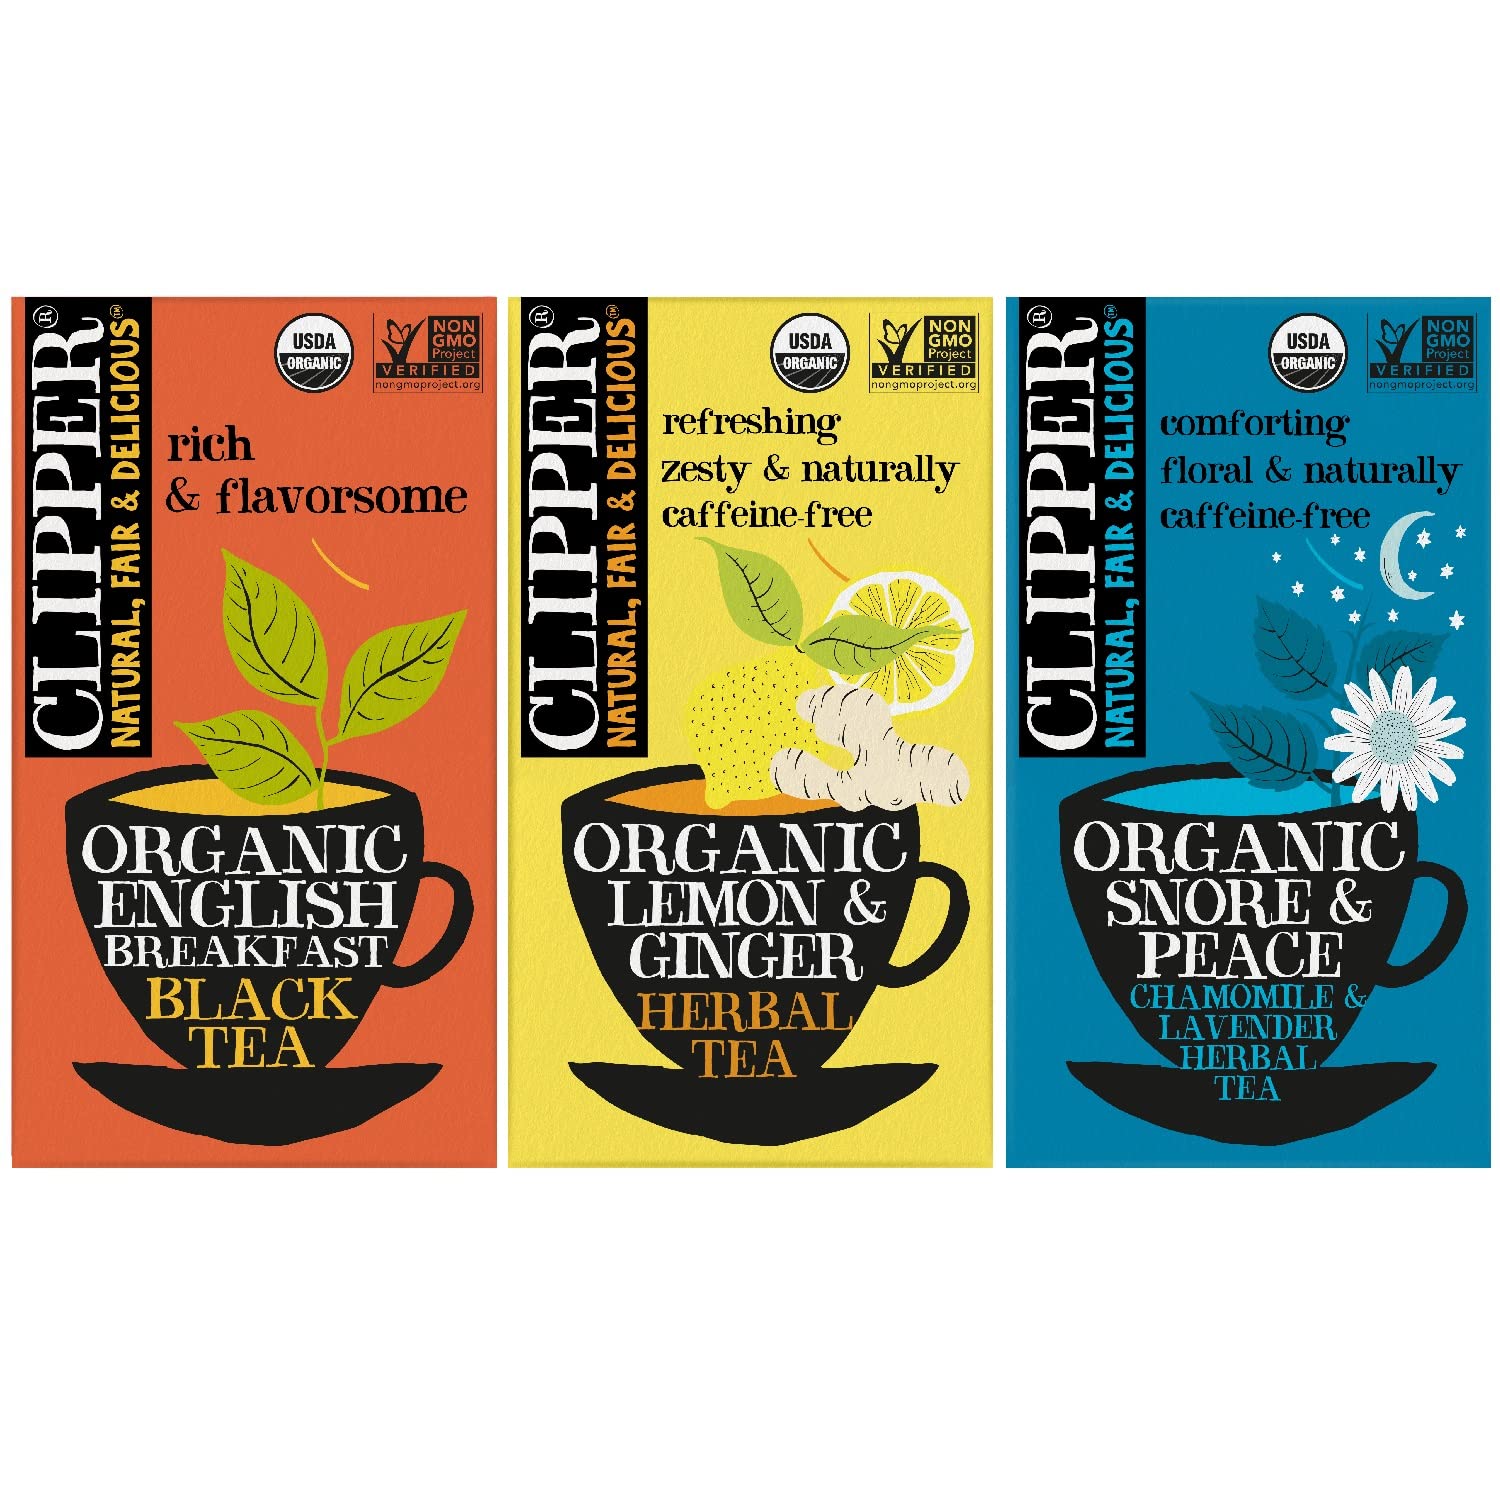 CLIPPER®
NATURAL, FAIR & DELICIOUS™
USDA
ORGANIC
NON
GMO
Project
VERIFIED
nongmoproject.org
rich
& flavorsome
ORGANIC
ENGLISH
BREAKFAST
BLACK
TEA
CLIPPER®
NATURAL, FAIR & DELICIOUS™
USDA
ORGANIC
NON
GMO
Project
VERIFIED
nongmoproject.org
refreshing
zesty & naturally
caffeine-free
ORGANIC
LEMON &
GINGER
HERBAL
TEA
CLIPPER®
NATURAL, FAIR & DELICIOUS™
USDA
ORGANIC
NON
GMO
Project
VERIFIED
nongmoproject.org
comforting
floral & naturally
caffeine-free
ORGANIC
SNORE &
PEACE
CHAMOMILE &
LAVENDER
HERBAL
TEA